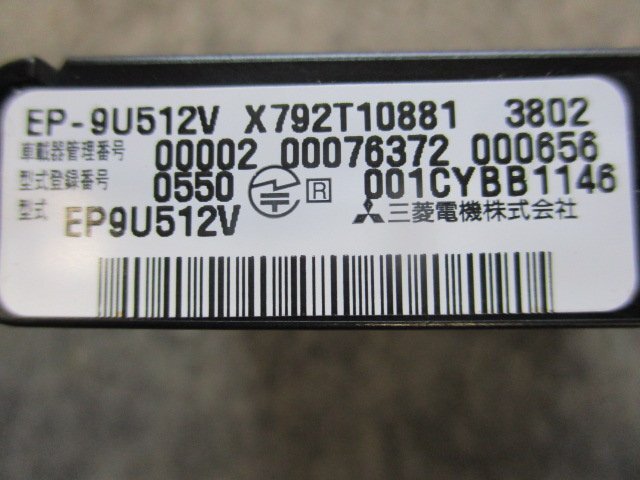 EP-9U512V X792T10881 3802
車載器管理番号 00002 00076372 000656
型式登録番号 0550 R 001CYBB1146
型式 EP9U512V 三菱電機株式会社